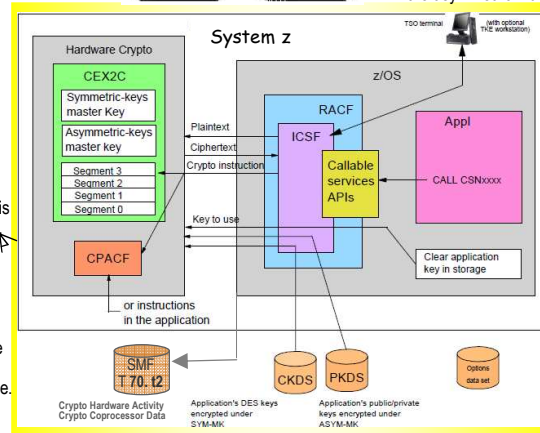 System z
TSO terminal
(with optional
TKE workstation)
Hardware Crypto
z/OS
CEX2C
Symmetric-keys
master Key
Asymmetric-keys
master key
Segment 3
Segment 2
Segment 1
Segment 0
CPACF
or instructions
in the application
Plaintext
Ciphertext
Crypto instruction
Key to use
RACF
ICSF
Callable
services
APIs
Appl
CALL CSNxxxx
Clear application
key in storage
is
e
e.
SMF
T 70. t2
Crypto Hardware Activity
Crypto Coprocessor Data
CKDS
PKDS
Options
data set
Application's DES keys
encrypted under
SYM-MK
Application's public/private
keys encrypted under
ASYM-MK